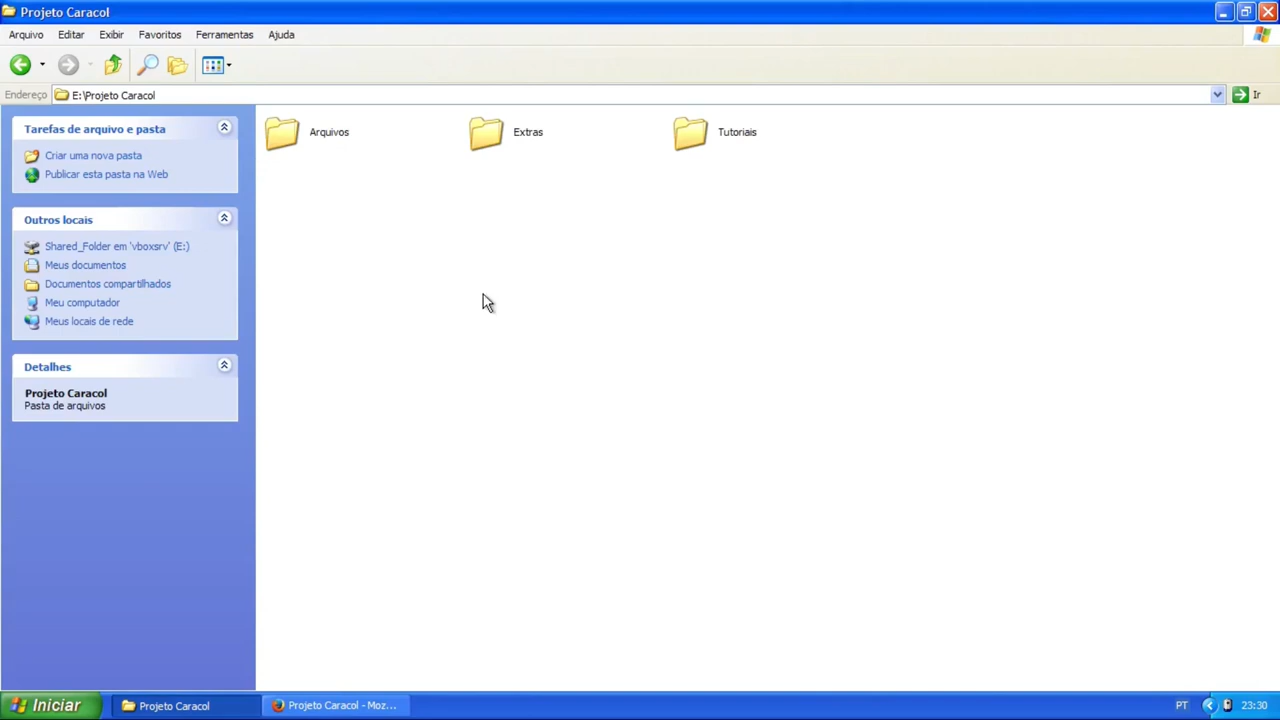 Projeto Caracol
Arquivo Editar Exibir Favoritos Ferramentas Ajuda
Endereço E:\Projeto Caracol Ir
Tarefas de arquivo e pasta
Criar uma nova pasta
Publicar esta pasta na Web
Outros locais
Shared_Folder em 'vboxsrv' (E:)
Meus documentos
Documentos compartilhados
Meu computador
Meus locais de rede
Detalhes
Projeto Caracol
Pasta de arquivos
Arquivos Extras Tutoriais
Iniciar Projeto Caracol Projeto Caracol - Moz... PT 23:30